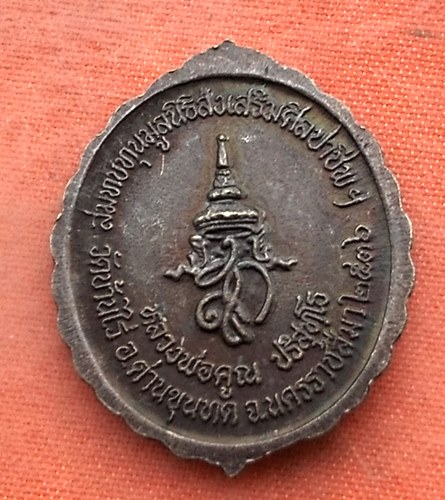 สมทบทุนมูลนิธิส่งเสริมศิลปาชีพฯ
หลวงพ่อคูณ ปริสุทฺโธ
วัดบ้านไร่ อ.ด่านขุนทด จ.นครราชสีมา ๒๕๓๖